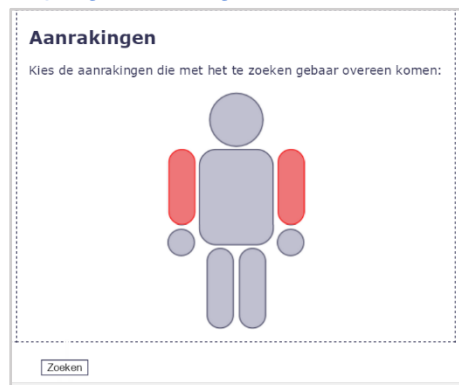 Aanrakingen
Kies de aanrakingen die met het te zoeken gebaar overeen komen:
Zoeken